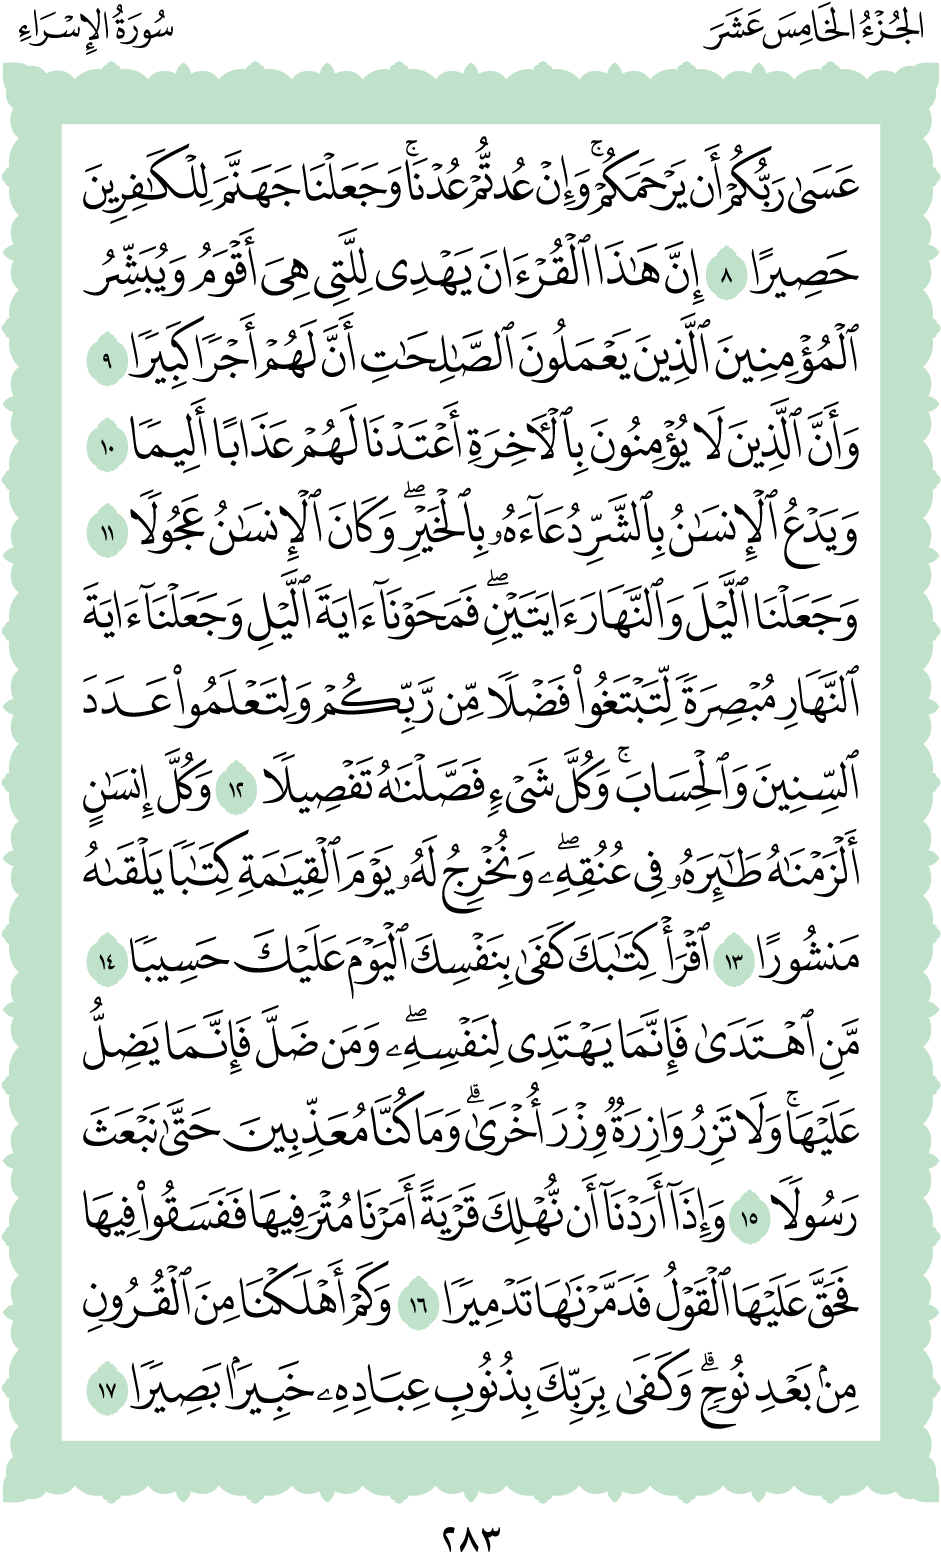 الجُزْءُ الخَامِسَ عَشَرَ
سُورَةُ الإِسْرَاءِ
عَسَىٰ رَبُّكُمْ أَن يَرْحَمَكُمْۚ وَإِنْ عُدتُّمْ عُدْنَاۚ وَجَعَلْنَا جَهَنَّمَ لِلْكَٰفِرِينَ
حَصِيرًا ٨ إِنَّ هَٰذَا ٱلْقُرْءَانَ يَهْدِى لِلَّتِى هِىَ أَقْوَمُ وَيُبَشِّرُ
ٱلْمُؤْمِنِينَ ٱلَّذِينَ يَعْمَلُونَ ٱلصَّٰلِحَٰتِ أَنَّ لَهُمْ أَجْرًا كَبِيرًا ٩
وَأَنَّ ٱلَّذِينَ لَا يُؤْمِنُونَ بِٱلْءَاخِرَةِ أَعْتَدْنَا لَهُمْ عَذَابًا أَلِيمًا ١٠
وَيَدْعُ ٱلْإِنسَٰنُ بِٱلشَّرِّ دُعَآءَهُۥ بِٱلْخَيْرِۖ وَكَانَ ٱلْإِنسَٰنُ عَجُولًا ١١
وَجَعَلْنَا ٱلَّيْلَ وَٱلنَّهَارَ ءَايَتَيْنِۖ فَمَحَوْنَآ ءَايَةَ ٱلَّيْلِ وَجَعَلْنَآ ءَايَةَ
ٱلنَّهَارِ مُبْصِرَةً لِّتَبْتَغُوا۟ فَضْلًا مِّن رَّبِّكُمْ وَلِتَعْلَمُوا۟ عَدَدَ
ٱلسِّنِينَ وَٱلْحِسَابَۚ وَكُلَّ شَىْءٍ فَصَّلْنَٰهُ تَفْصِيلًا ١٢ وَكُلَّ إِنسَٰنٍ
أَلْزَمْنَٰهُ طَٰٓئِرَهُۥ فِى عُنُقِهِۦۖ وَنُخْرِجُ لَهُۥ يَوْمَ ٱلْقِيَٰمَةِ كِتَٰبًا يَلْقَىٰهُ
مَنشُورًا ١٣ ٱقْرَأْ كِتَٰبَكَ كَفَىٰ بِنَفْسِكَ ٱلْيَوْمَ عَلَيْكَ حَسِيبًا ١٤
مَّنِ ٱهْتَدَىٰ فَإِنَّمَا يَهْتَدِى لِنَفْسِهِۦۖ وَمَن ضَلَّ فَإِنَّمَا يَضِلُّ
عَلَيْهَاۚ وَلَا تَزِرُ وَازِرَةٌ وِزْرَ أُخْرَىٰۗ وَمَا كُنَّا مُعَذِّبِينَ حَتَّىٰ نَبْعَثَ
رَسُولًا ١٥ وَإِذَآ أَرَدْنَآ أَن نُّهْلِكَ قَرْيَةً أَمَرْنَا مُتْرَفِيهَا فَفَسَقُوا۟ فِيهَا
فَحَقَّ عَلَيْهَا ٱلْقَوْلُ فَدَمَّرْنَٰهَا تَدْمِيرًا ١٦ وَكَمْ أَهْلَكْنَا مِنَ ٱلْقُرُونِ
مِنۢ بَعْدِ نُوحٍۗ وَكَفَىٰ بِرَبِّكَ بِذُنُوبِ عِبَادِهِۦ خَبِيرًۢا بَصِيرًا ١٧
٢٨٣